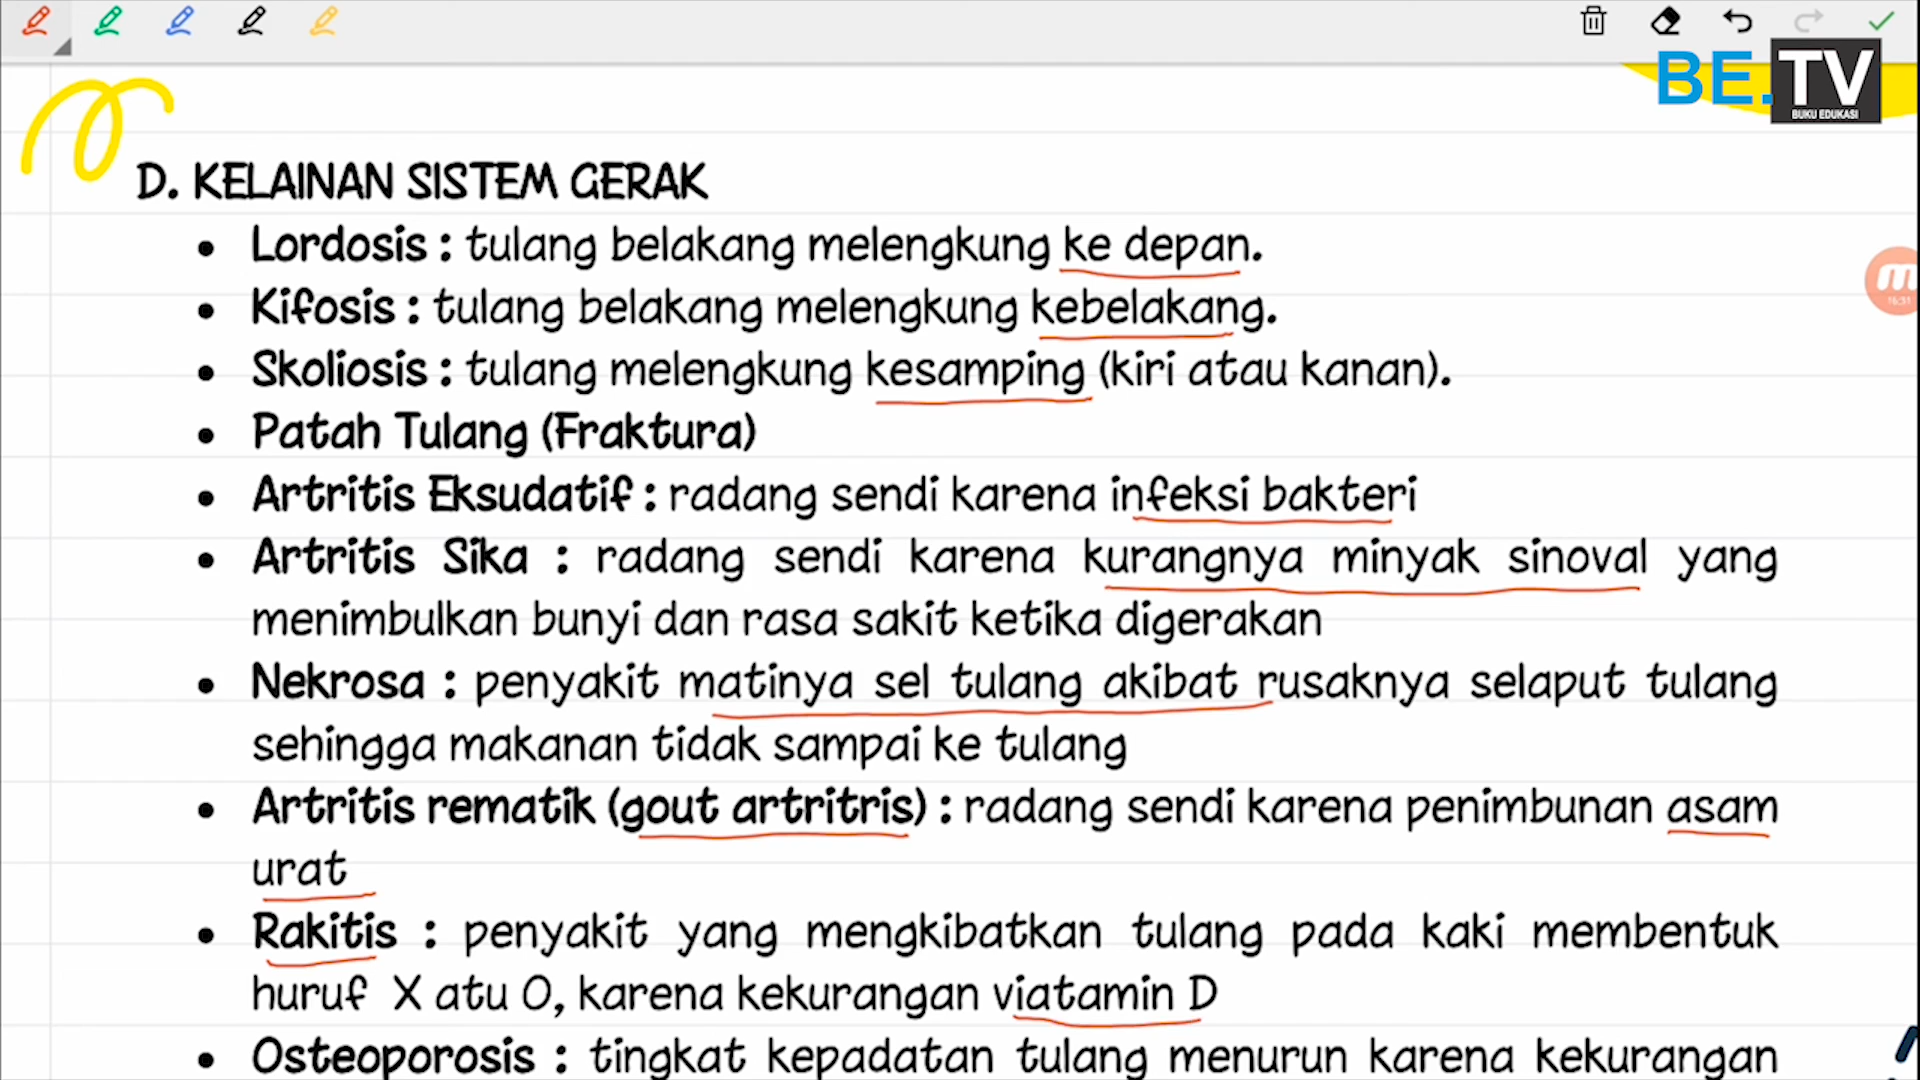 BE.TV
BUKU EDUKASI
D. KELAINAN SISTEM GERAK
• Lordosis : tulang belakang melengkung ke depan.
• Kifosis : tulang belakang melengkung kebelakang.
• Skoliosis : tulang melengkung kesamping (kiri atau kanan).
• Patah Tulang (Fraktura)
• Artritis Eksudatif : radang sendi karena infeksi bakteri
• Artritis Sika : radang sendi karena kurangnya minyak sinoval yang
menimbulkan bunyi dan rasa sakit ketika digerakan
• Nekrosa : penyakit matinya sel tulang akibat rusaknya selaput tulang
sehingga makanan tidak sampai ke tulang
• Artritis rematik (gout artritris) : radang sendi karena penimbunan asam
urat
• Rakitis : penyakit yang mengkibatkan tulang pada kaki membentuk
huruf X atu O, karena kekurangan viatamin D
• Osteoporosis : tingkat kepadatan tulang menurun karena kekurangan
16:31